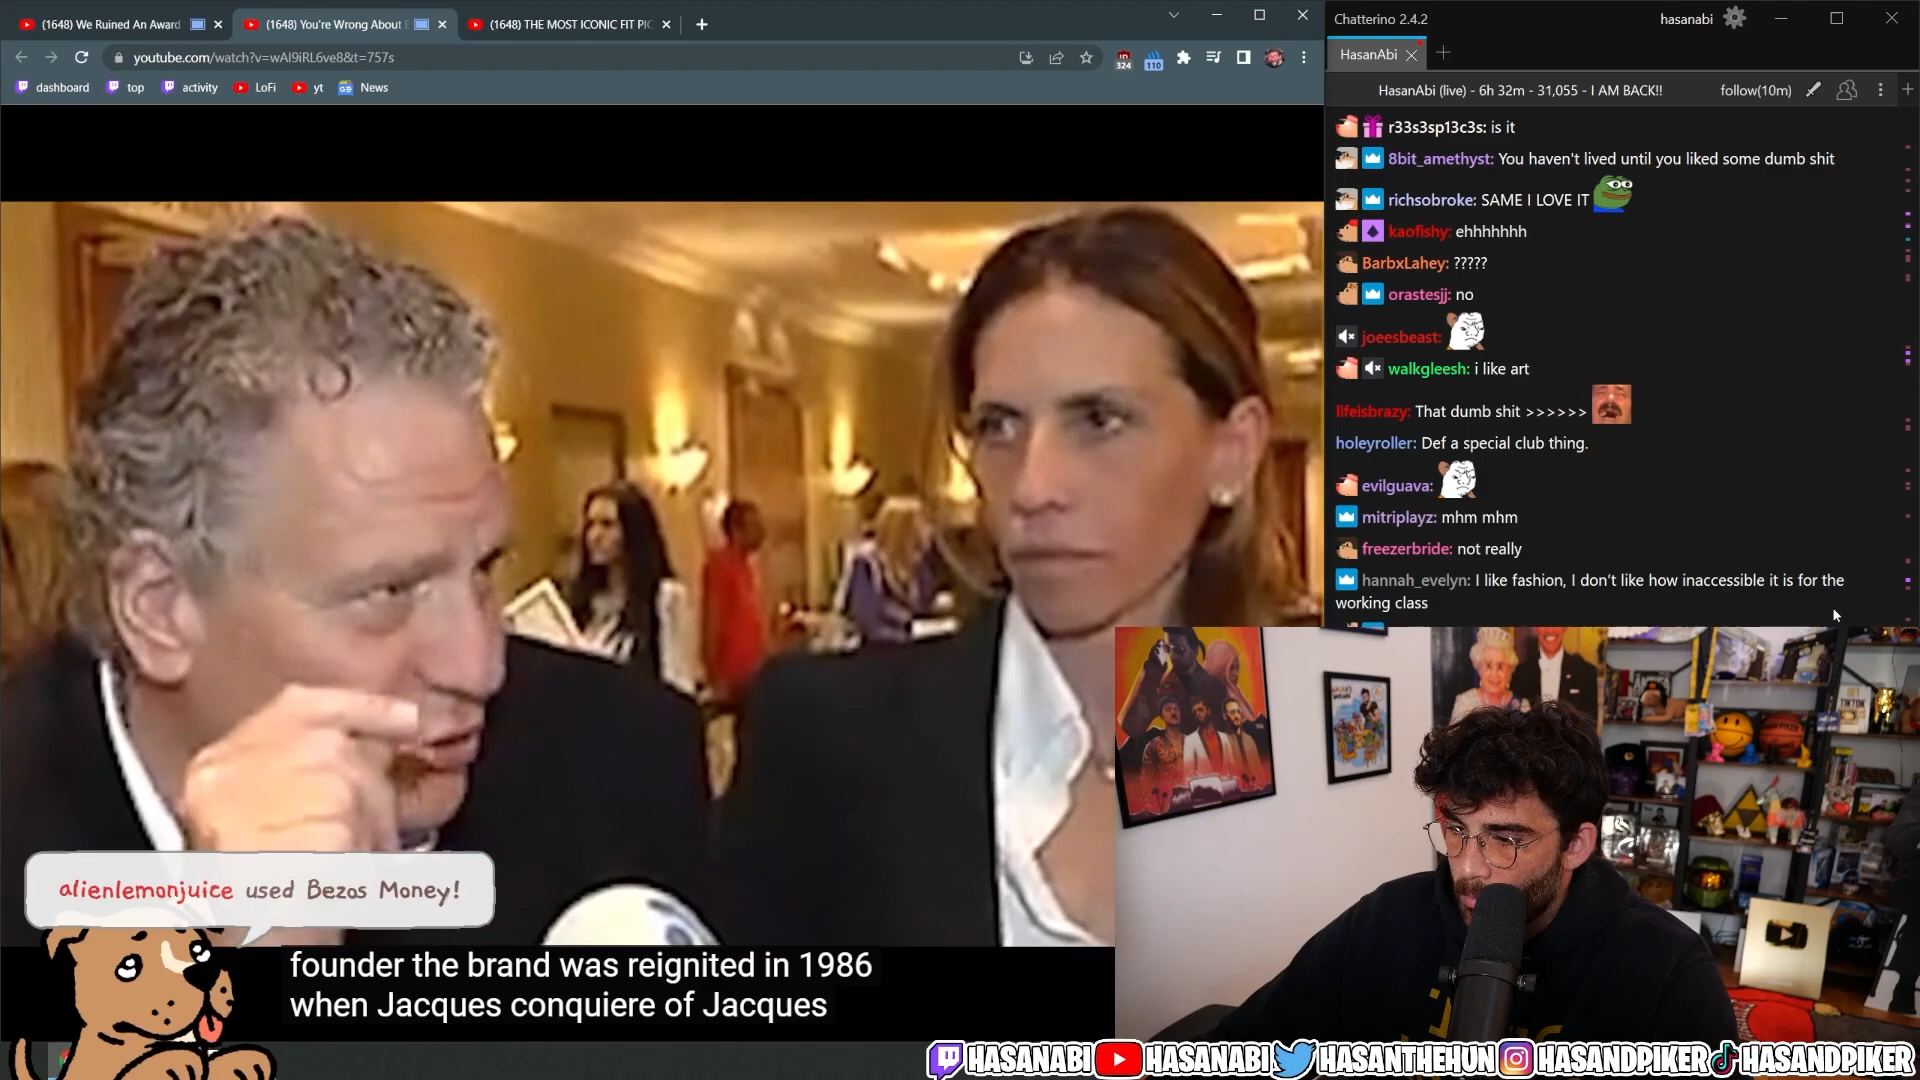 (1648) We Ruined An Award
(1648) You're Wrong About
(1648) THE MOST ICONIC FIT PIC
youtube.com/watch?v=wAI9iRL6ve8&t=757s
324
110
dashboard
top
activity
LoFi
yt
News
Chatterino 2.4.2
hasanabi
HasanAbi
HasanAbi (live) - 6h 32m - 31,055 - I AM BACK!!
follow(10m)
r33s3sp13c3s: is it
8bit_amethyst: You haven't lived until you liked some dumb shit
richsobroke: SAME I LOVE IT
kaofishy: ehhhhhhh
BarbxLahey: ?????
orastesjj: no
joeesbeast:
walkgleesh: i like art
lifeisbrazy: That dumb shit >>>>>>
holeyroller: Def a special club thing.
evilguava:
mitriplayz: mhm mhm
freezerbride: not really
hannah_evelyn: I like fashion, I don't like how inaccessible it is for the
working class
alienlemonjuice used Bezos Money!
founder the brand was reignited in 1986
when Jacques conquiere of Jacques
HASANABI
HASANABI
HASANTHEHUN
HASANDPIKER
HASANDPIKER